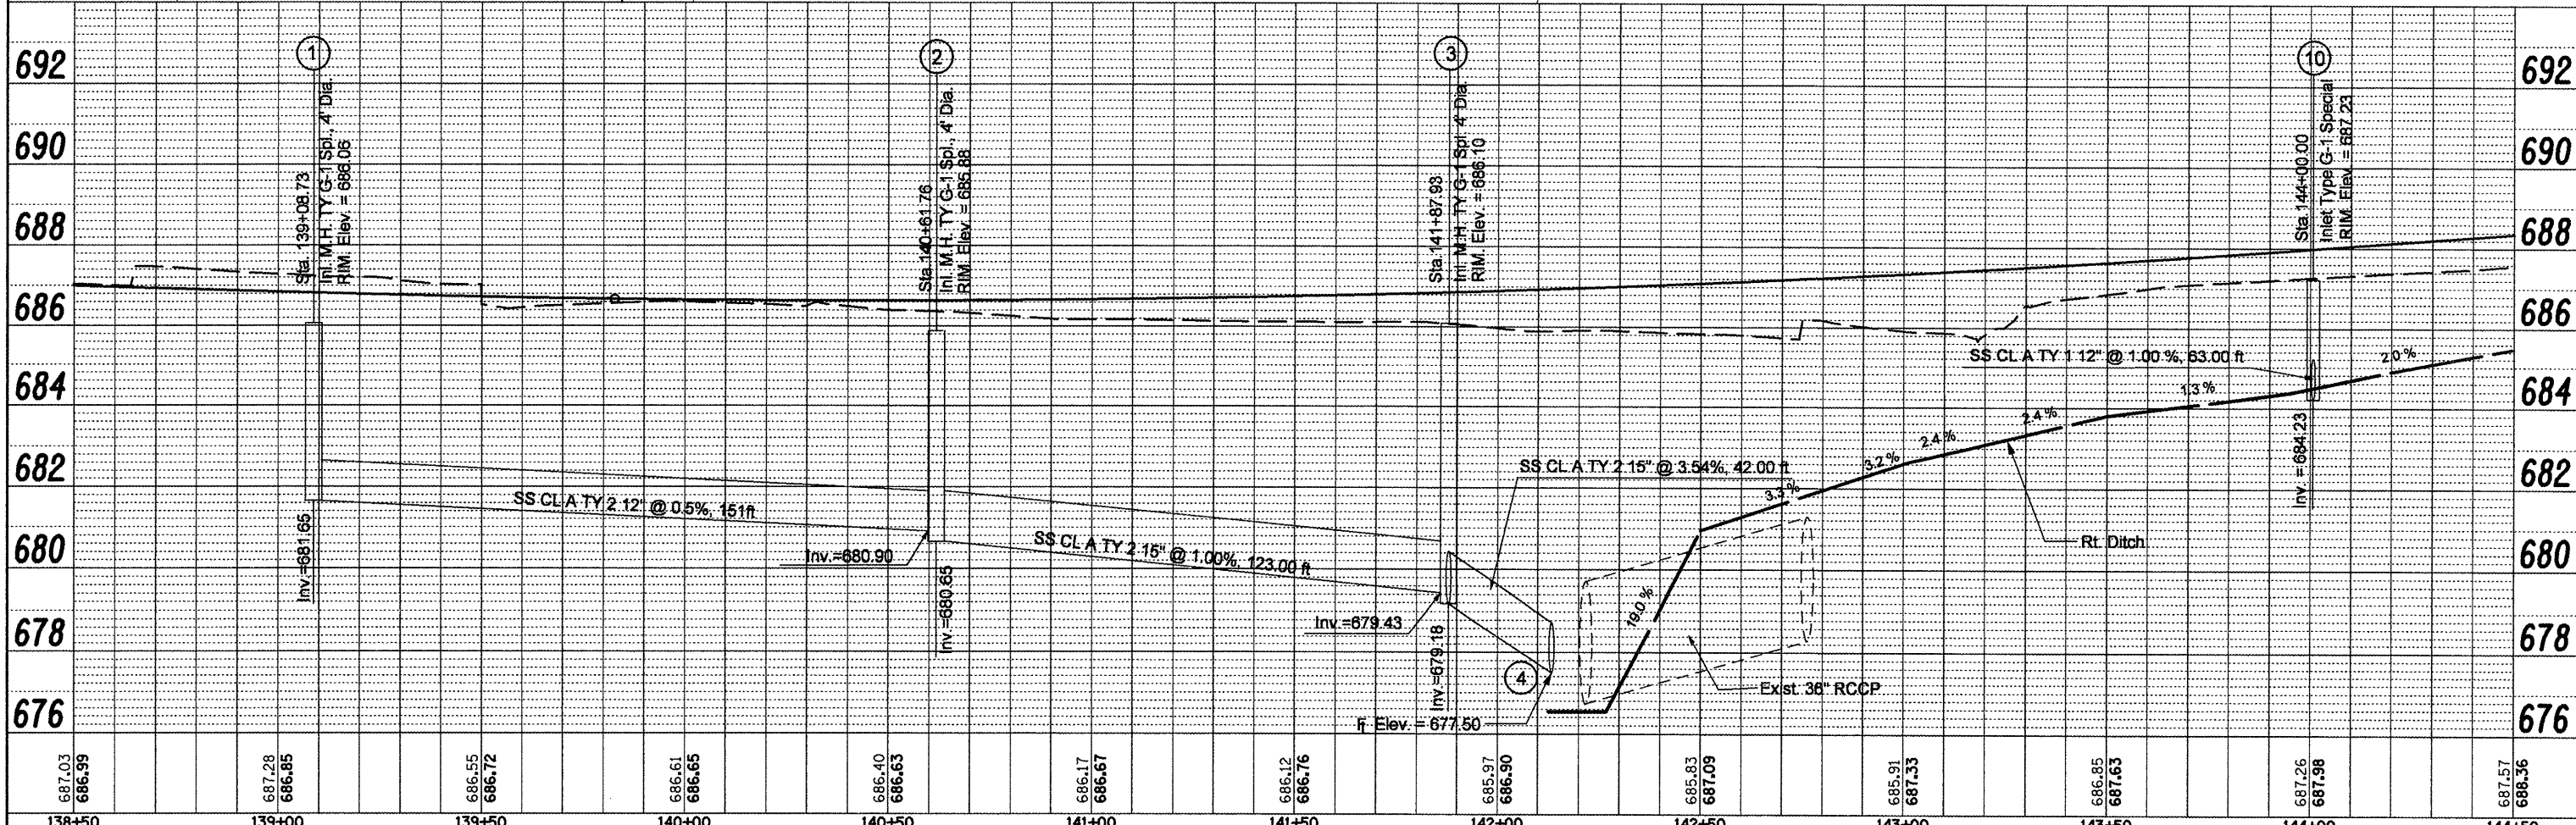 1
2
3
10
692
692
690
690
688
688
686
686
684
684
682
682
680
680
678
678
676
676
Sta.139+08.73
Inl. M.H. TY G-1 Spl., 4' Dia.
RIM. Elev. = 686.06
Sta.140+61.76
Inl. M.H. TY G-1 Spl., 4' Dia.
RIM. Elev. = 685.88
Sta.141+87.93
Inl. M.H. TY G-1 Spl. 4' Dia.
RIM. Elev. = 686.10
Sta.144+00.00
Inlet Type G-1 Special
RIM. Elev. = 687.23
SS CL A TY 1 12" @ 1.00 %, 63.00 ft
2.0 %
1.3 %
2.4 %
2.4 %
3.2 %
3.3 %
19.0 %
SS CL A TY 2 15" @ 3.54%, 42.00 ft
SS CL A TY 2 12" @ 0.5%, 151ft
SS CL A TY 2 15" @ 1.00%, 123.00 ft
Inv.=681.65
Inv.=680.90
Inv.=680.65
Inv.=679.43
Inv.=679.18
Inv. = 684.23
Rt. Ditch
Exist. 36" RCCP
4
Elev. = 677.50
687.03
686.99
687.28
686.85
686.55
686.72
686.61
686.65
686.40
686.63
686.17
686.67
686.12
686.76
685.97
686.90
685.83
687.09
685.91
687.33
686.85
687.63
687.26
687.98
687.57
688.36
138+50
139+00
139+50
140+00
140+50
141+00
141+50
142+00
142+50
143+00
143+50
144+00
144+50